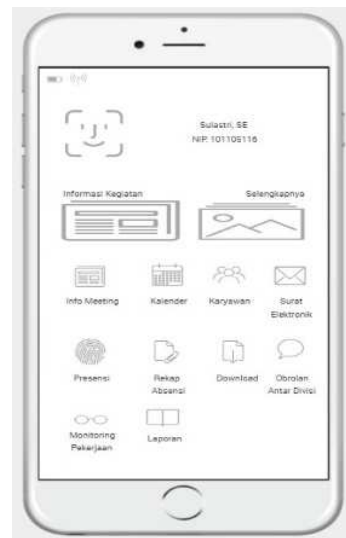 Sulastri, SE
NIP. 101105116
Informasi Kegiatan
Selengkapnya
Info Meeting
Kalender
Karyawan
Surat
Elektronik
Presensi
Rekap
Absensi
Download
Obrolan
Antar Divisi
Monitoring
Pekerjaan
Laporan